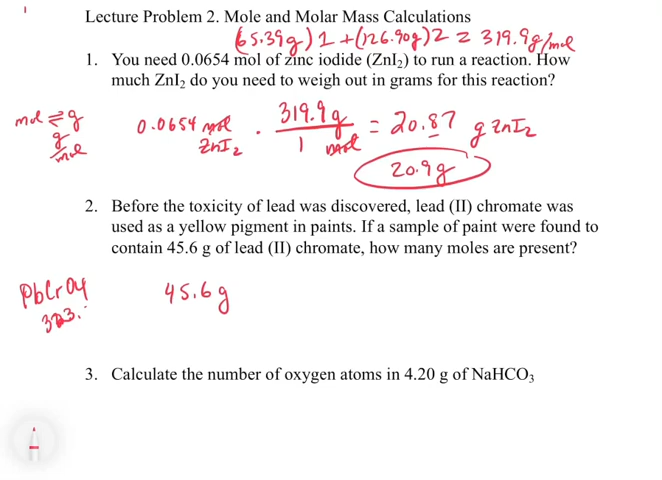 Lecture Problem 2. Mole and Molar Mass Calculations
(65.39g) 1 + (126.90g) 2 = 319.9g/mol
1. You need 0.0654 mol of zinc iodide (ZnI₂) to run a reaction. How
much ZnI₂ do you need to weigh out in grams for this reaction?
mol ⇌ g
g/mol
0.0654 mol ZnI₂ · 319.9g / 1 mol = 20.87 g ZnI₂
20.9g
2. Before the toxicity of lead was discovered, lead (II) chromate was
used as a yellow pigment in paints. If a sample of paint were found to
contain 45.6 g of lead (II) chromate, how many moles are present?
PbCrO4 45.6g
323.
3. Calculate the number of oxygen atoms in 4.20 g of NaHCO₃